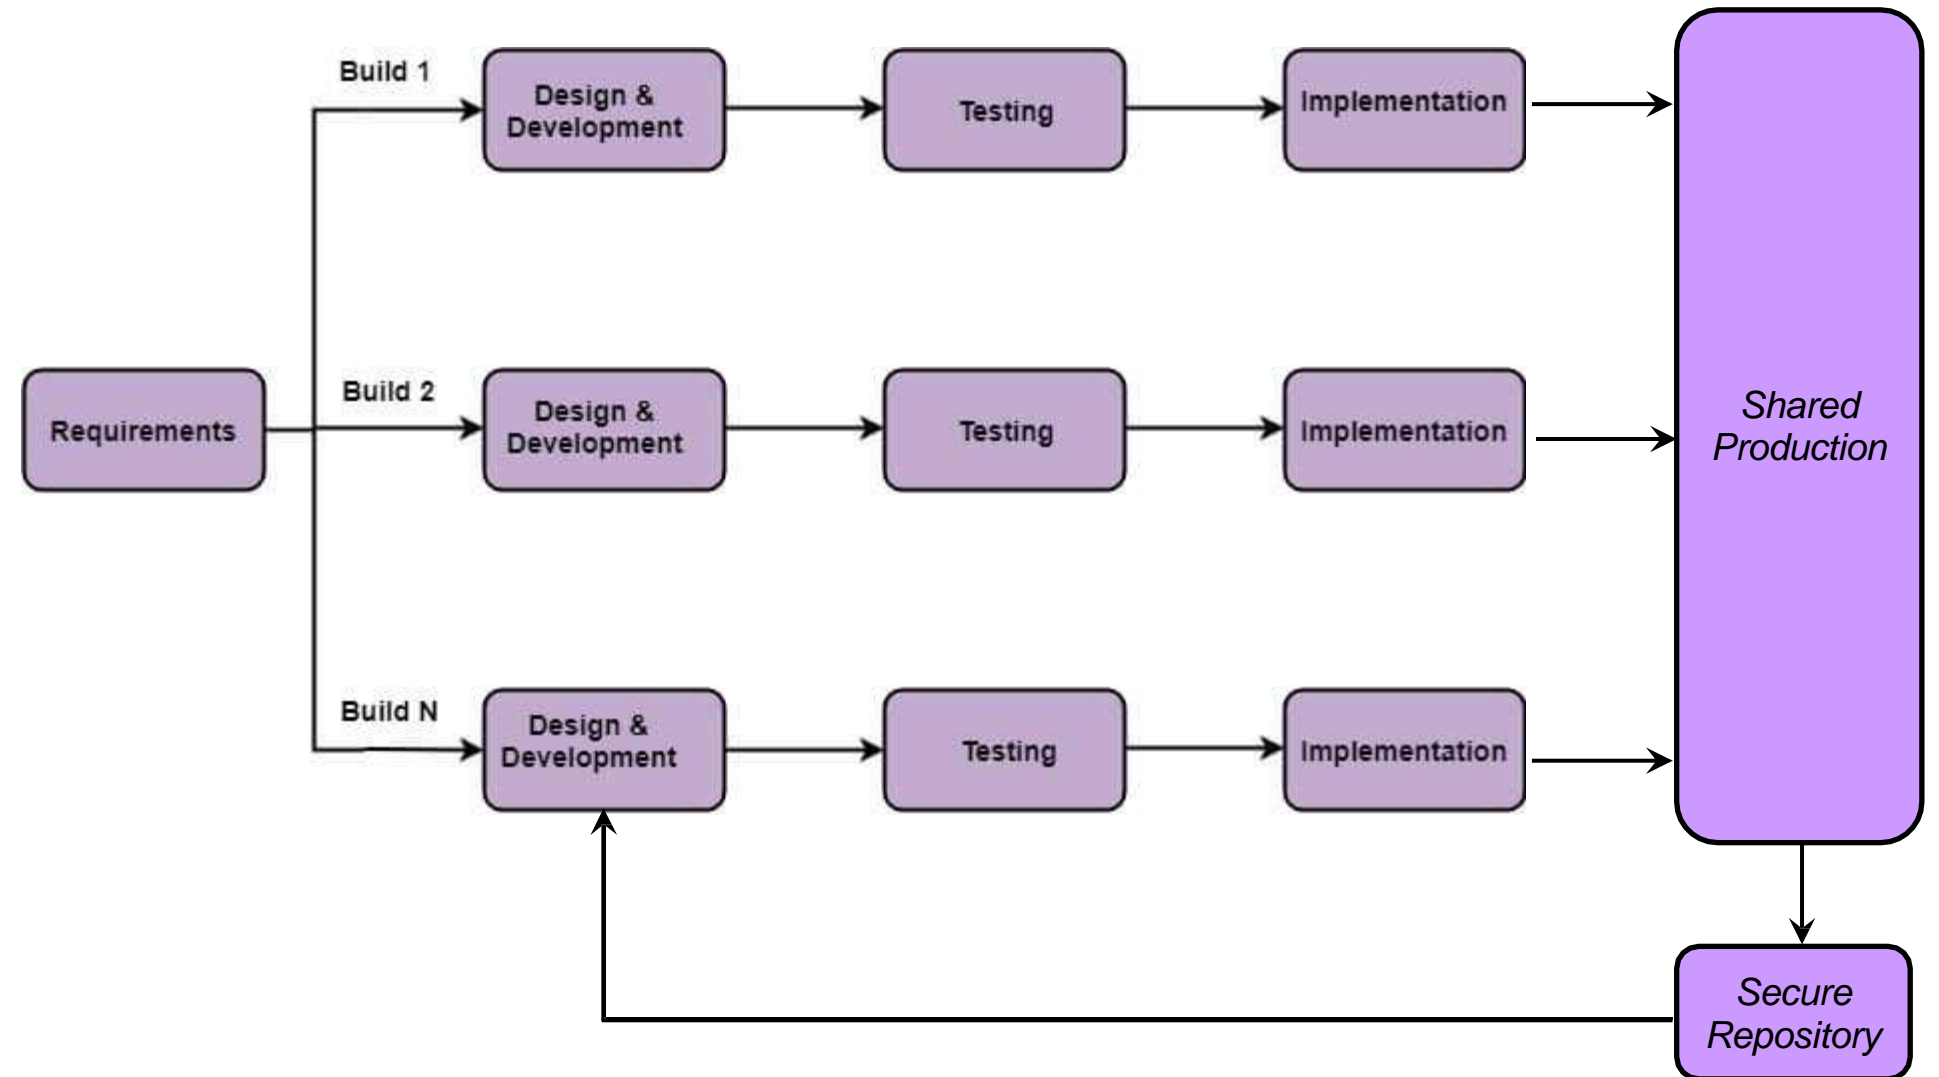 Build 1
Design &
Development
Testing
Implementation
Build 2
Requirements
Design &
Development
Testing
Implementation
Shared
Production
Build N
Design &
Development
Testing
Implementation
Secure
Repository